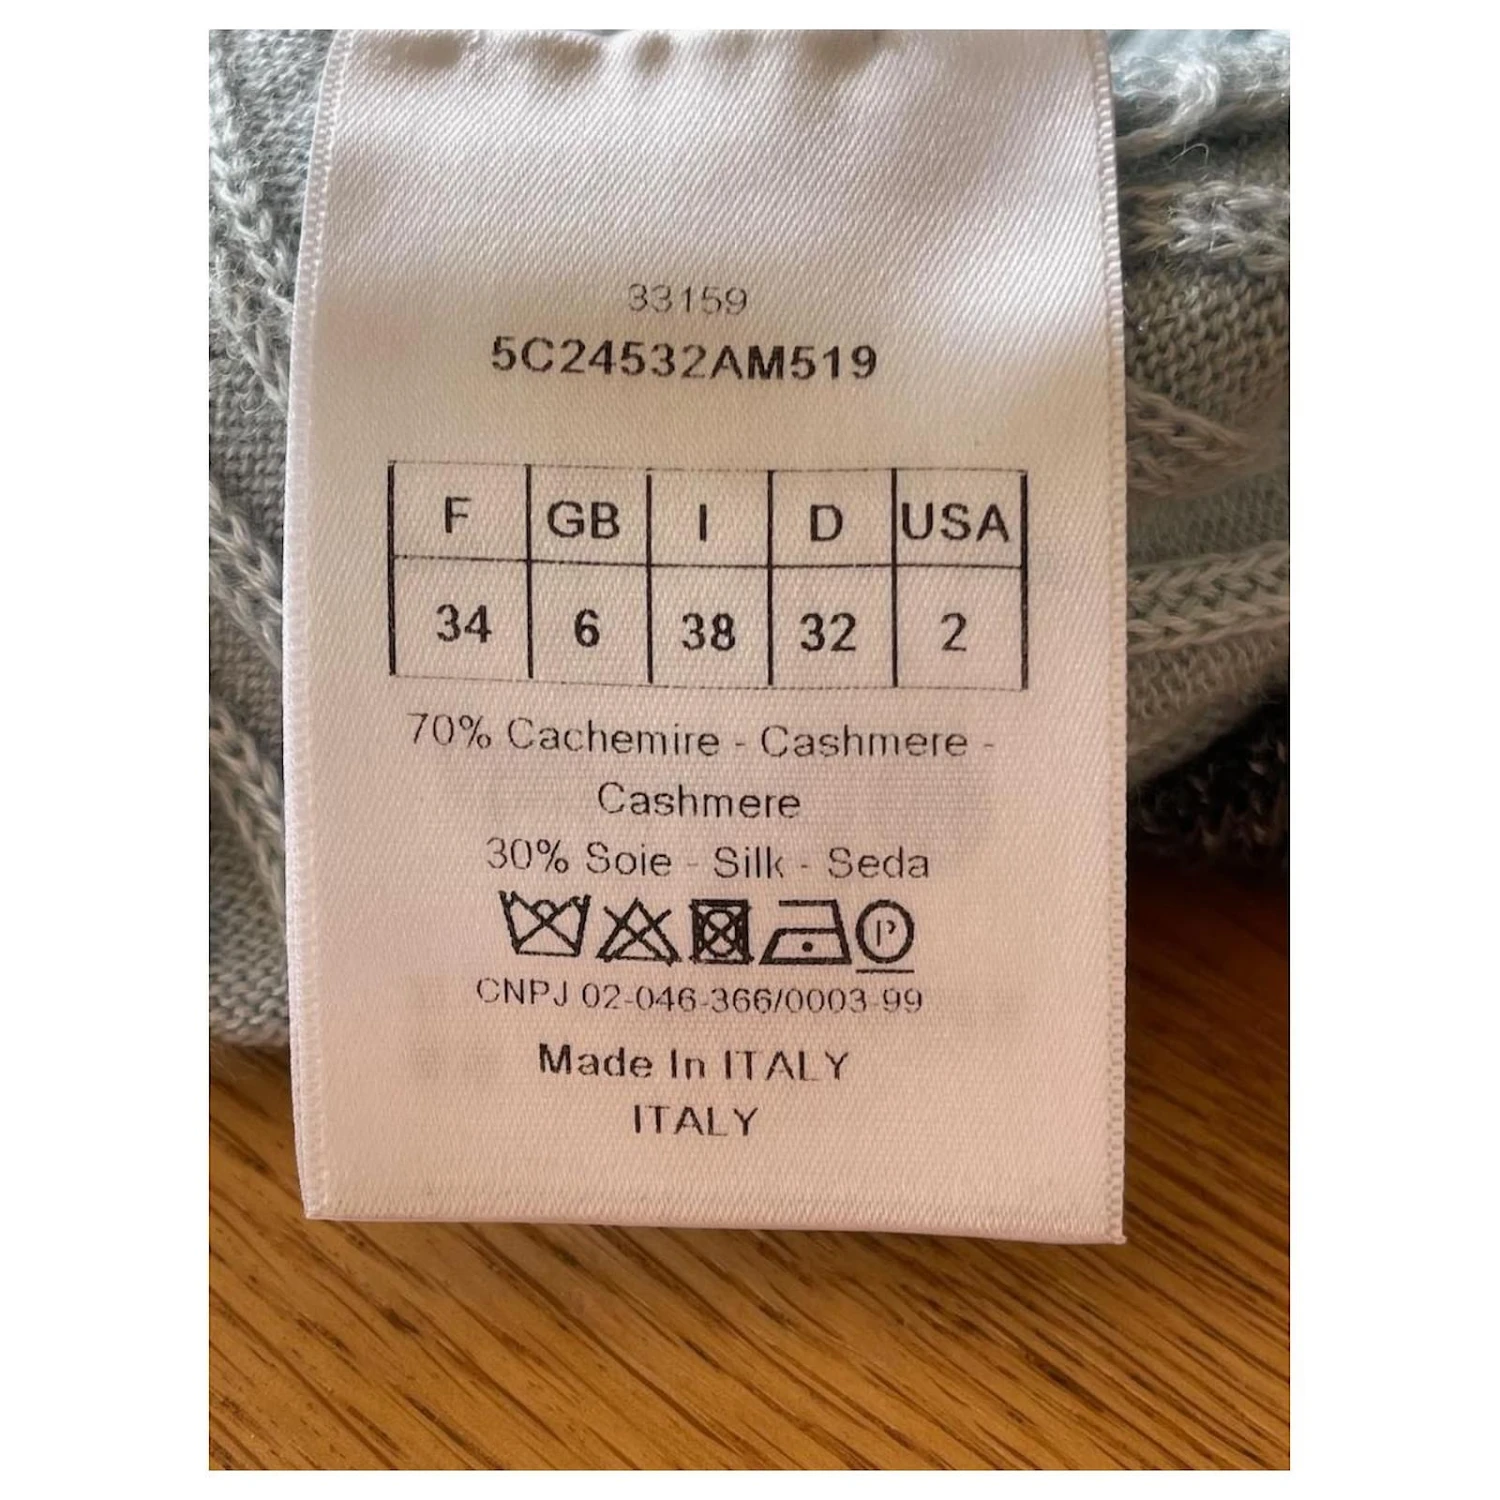 33159
5C24532AM519
F GB I D USA
34 6 38 32 2
70% Cachemire - Cashmere -
Cashmere
30% Soie - Silk - Seda
P
CNPJ 02-046-366/0003-99
Made In ITALY
ITALY